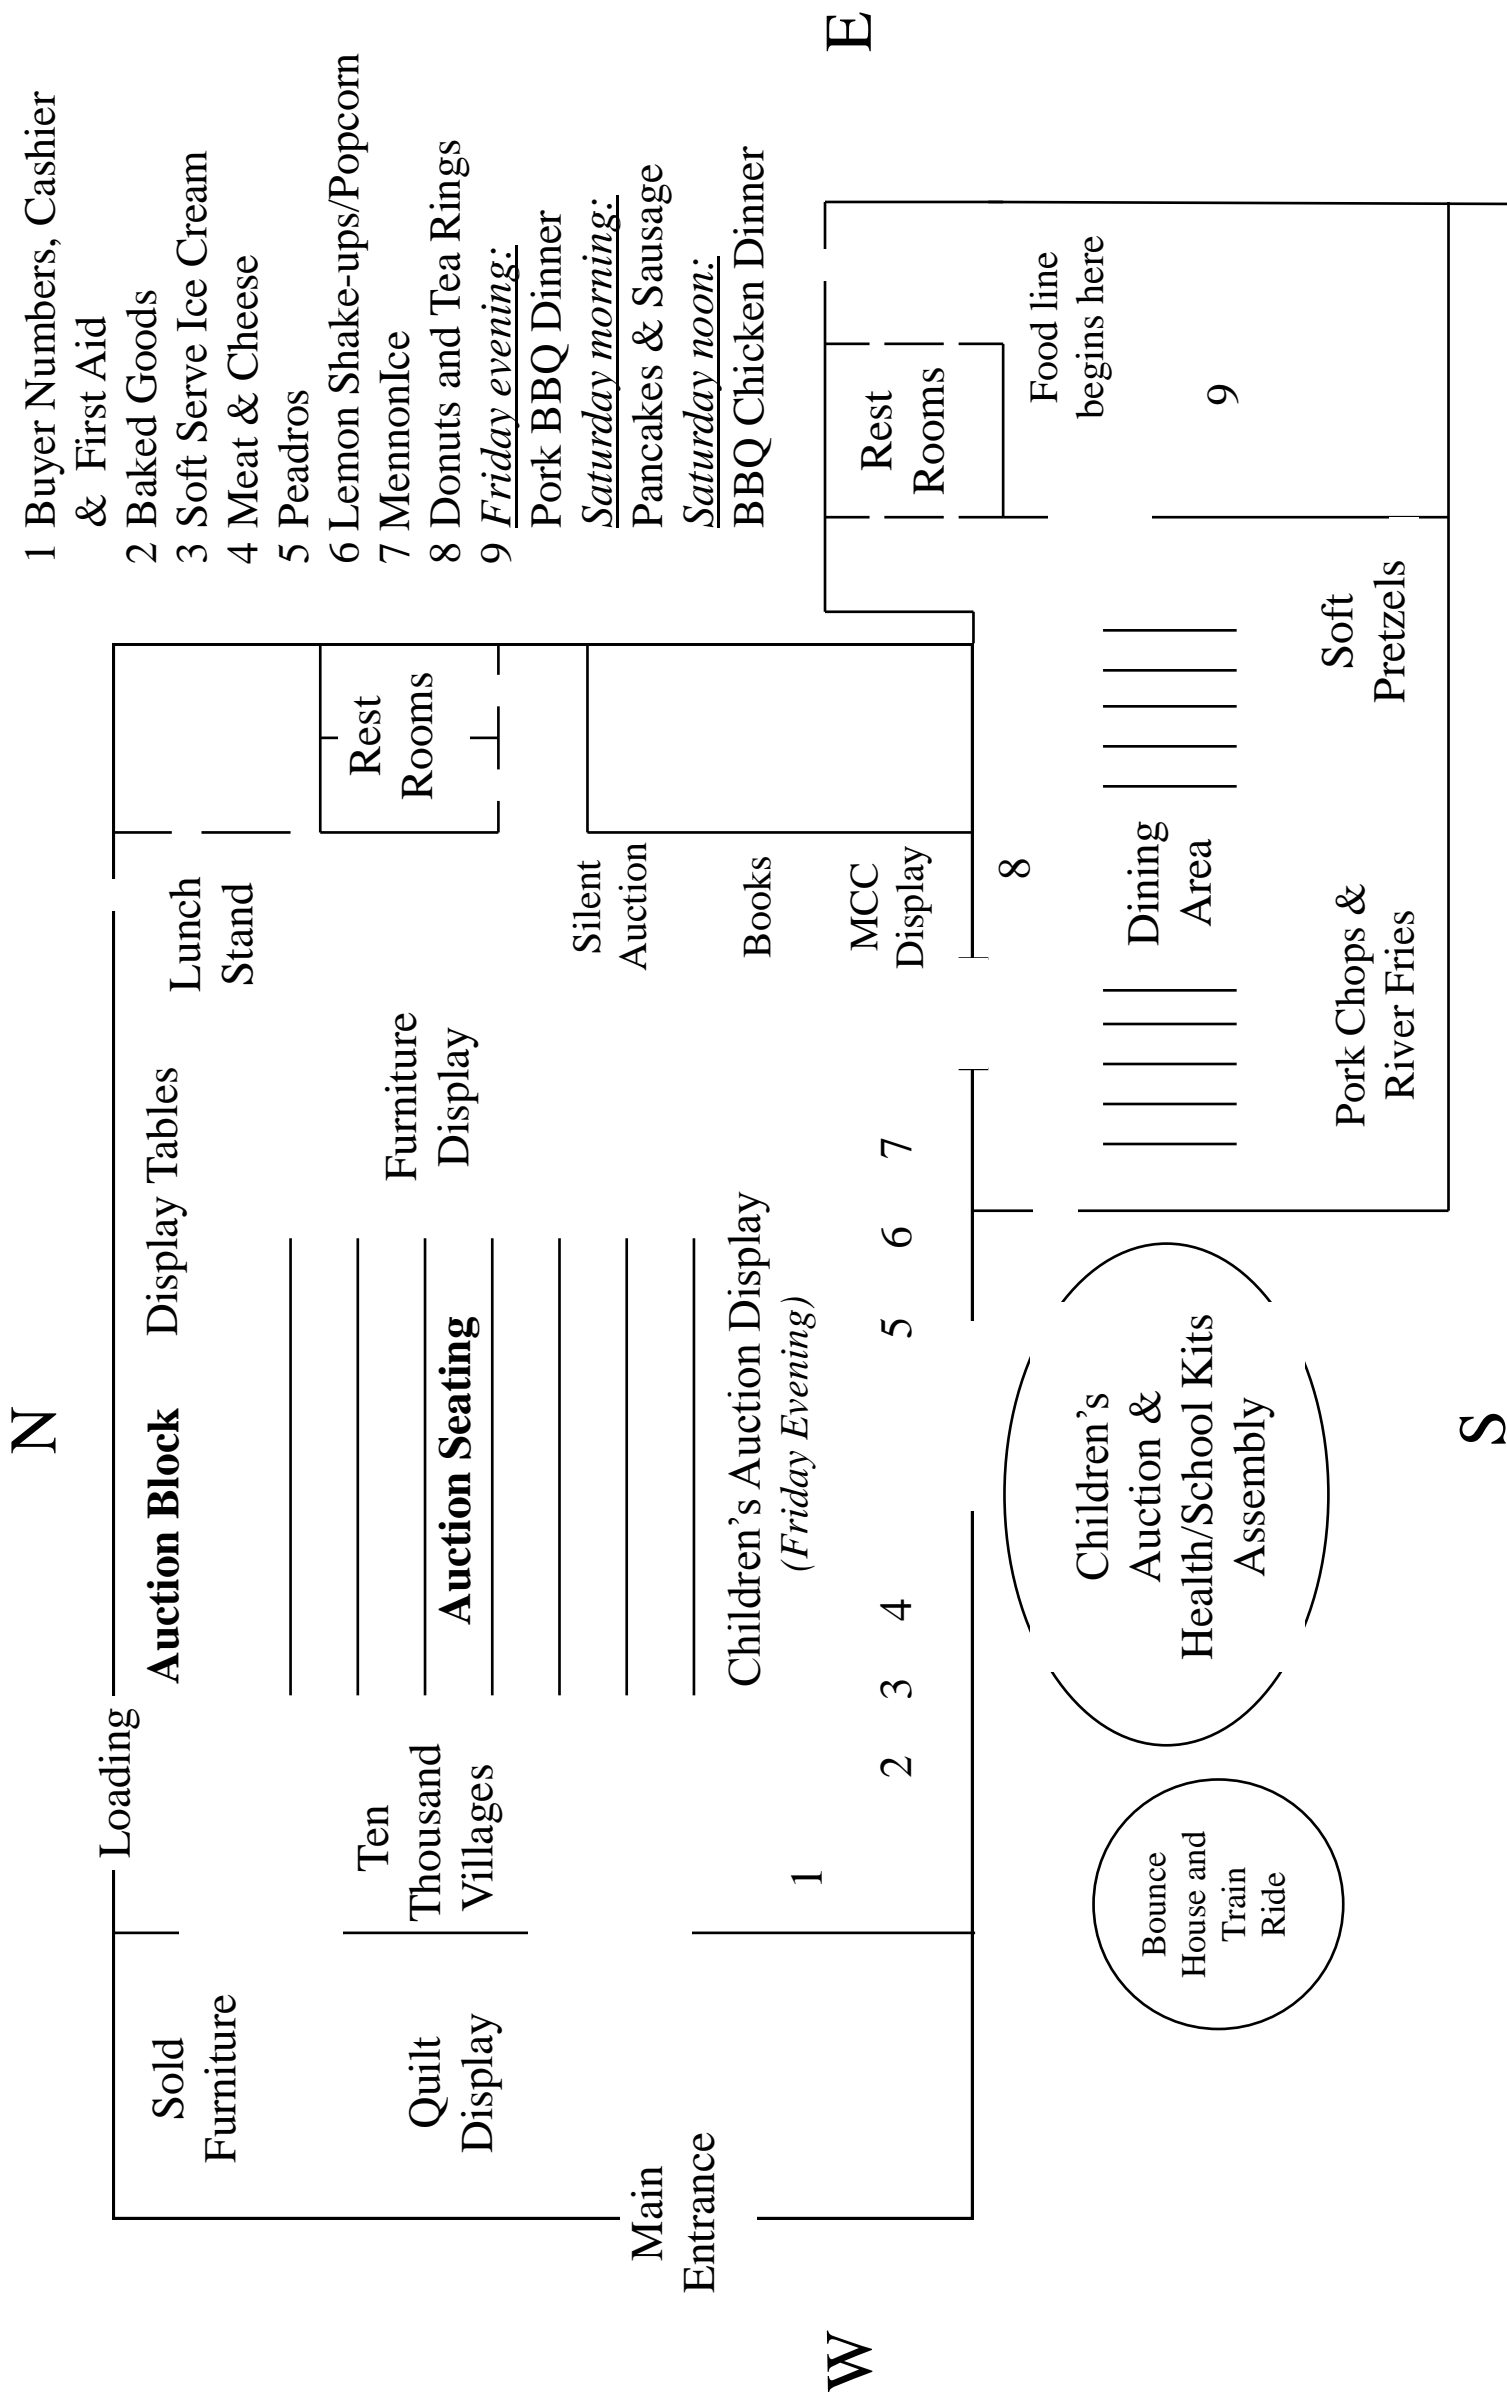 N
1 Buyer Numbers, Cashier
& First Aid
2 Baked Goods
3 Soft Serve Ice Cream
4 Meat & Cheese
5 Peadros
6 Lemon Shake-ups/Popcorn
7 MennonIce
8 Donuts and Tea Rings
9 Friday evening:
Pork BBQ Dinner
Saturday morning:
Pancakes & Sausage
Saturday noon:
BBQ Chicken Dinner
Loading
Sold
Furniture
Auction Block
Display Tables
Lunch
Stand
Quilt
Display
Ten
Thousand
Villages
Auction Seating
Furniture
Display
Rest
Rooms
Silent
Auction
Main
Entrance
Children's Auction Display
(Friday Evening)
Books
1
MCC
Display
2
3
4
5
6
7
W
E
Rest
Rooms
8
Food line
begins here
9
Dining
Area
Children's
Auction &
Health/School Kits
Assembly
Bounce
House and
Train
Ride
Pork Chops &
River Fries
Soft
Pretzels
S